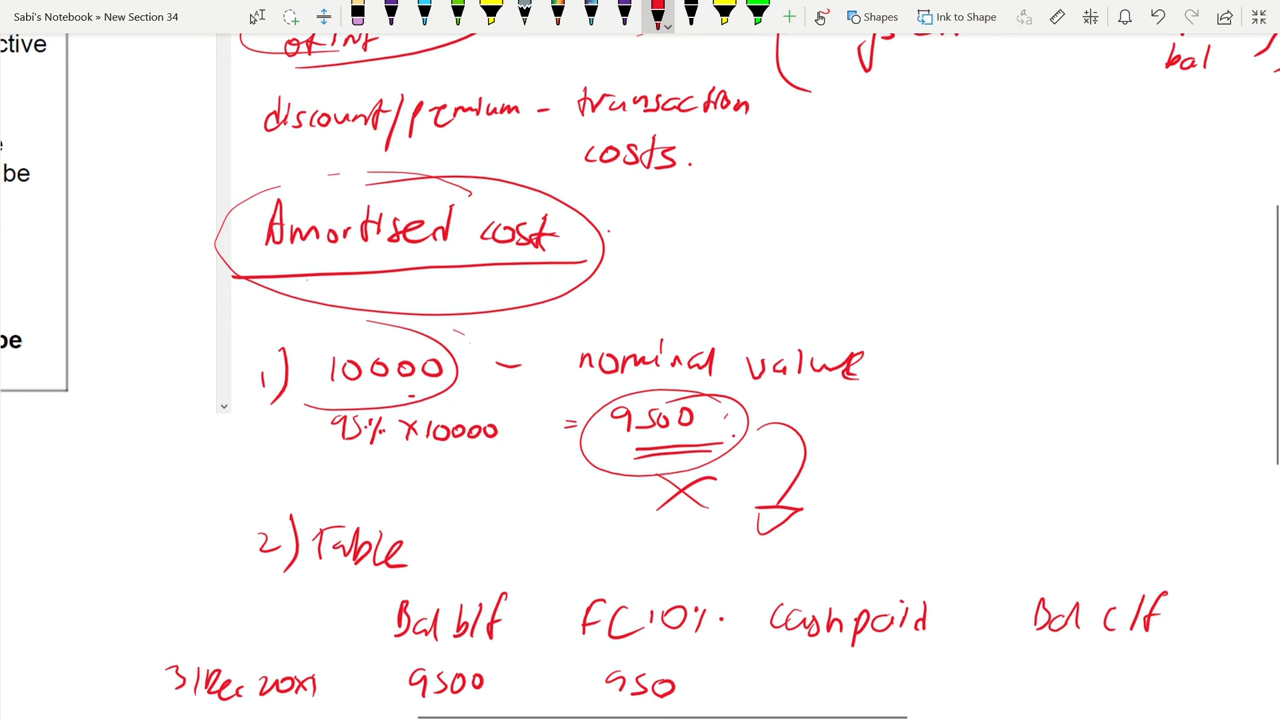 Sabi's Notebook » New Section 34
Shapes
Ink to Shape
ctive
be
of int
bal
discount/premium - transaction
costs.
Amortised cost
1) 10000 - nominal value
95% x 10000 = 9500
2) Table
Bal b/f FC 10% cash paid Bal c/f
31 Dec 20x1 9500 950